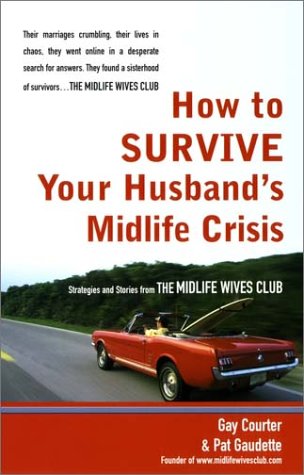 Their marriages crumbling, their lives in
chaos, they went online in a desperate
search for answers. They found a sisterhood
of survivors...THE MIDLIFE WIVES CLUB
How to
SURVIVE
Your Husband's
Midlife Crisis
Strategies and Stories from THE MIDLIFE WIVES CLUB
Gay Courter
& Pat Gaudette
Founder of www.midlifewivesclub.com